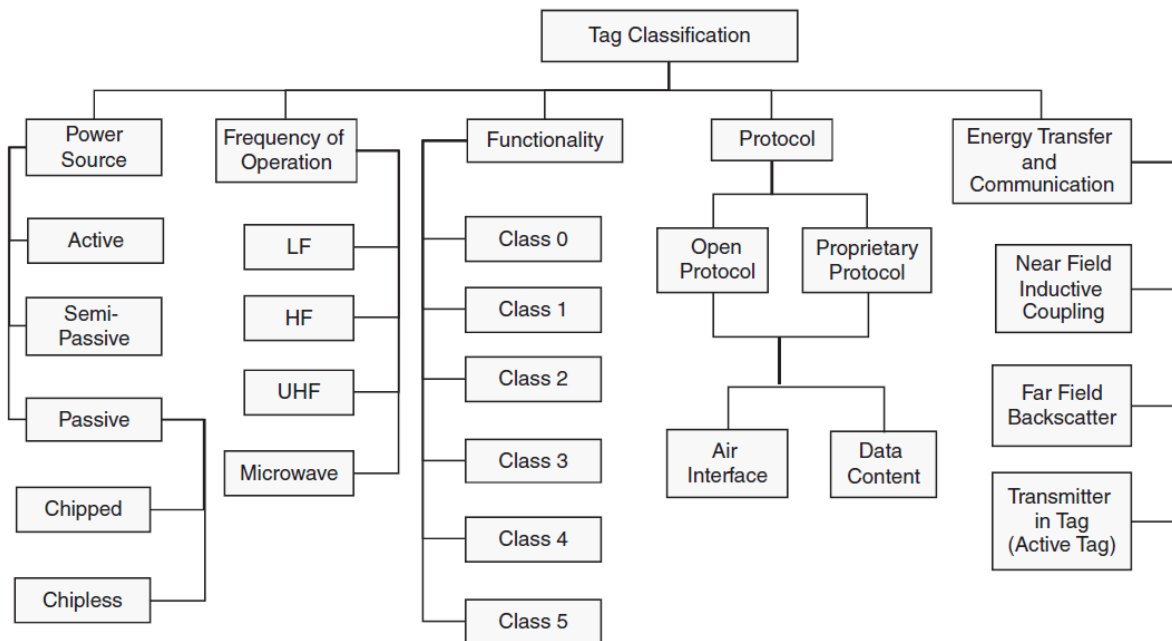 Tag Classification
Power
Source
Frequency of
Operation
Functionality
Protocol
Energy Transfer
and
Communication
Active
Semi-
Passive
Passive
Chipped
Chipless
LF
HF
UHF
Microwave
Class 0
Class 1
Class 2
Class 3
Class 4
Class 5
Open
Protocol
Proprietary
Protocol
Air
Interface
Data
Content
Near Field
Inductive
Coupling
Far Field
Backscatter
Transmitter
in Tag
(Active Tag)